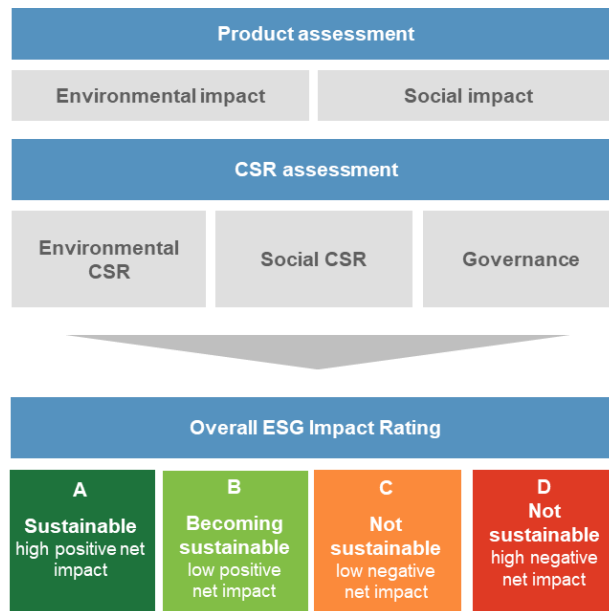 Product assessment
Environmental impact
Social impact
CSR assessment
Environmental
CSR
Social CSR
Governance
Overall ESG Impact Rating
A
Sustainable
high positive net
impact
B
Becoming
sustainable
low positive
net impact
C
Not
sustainable
low negative
net impact
D
Not
sustainable
high negative
net impact